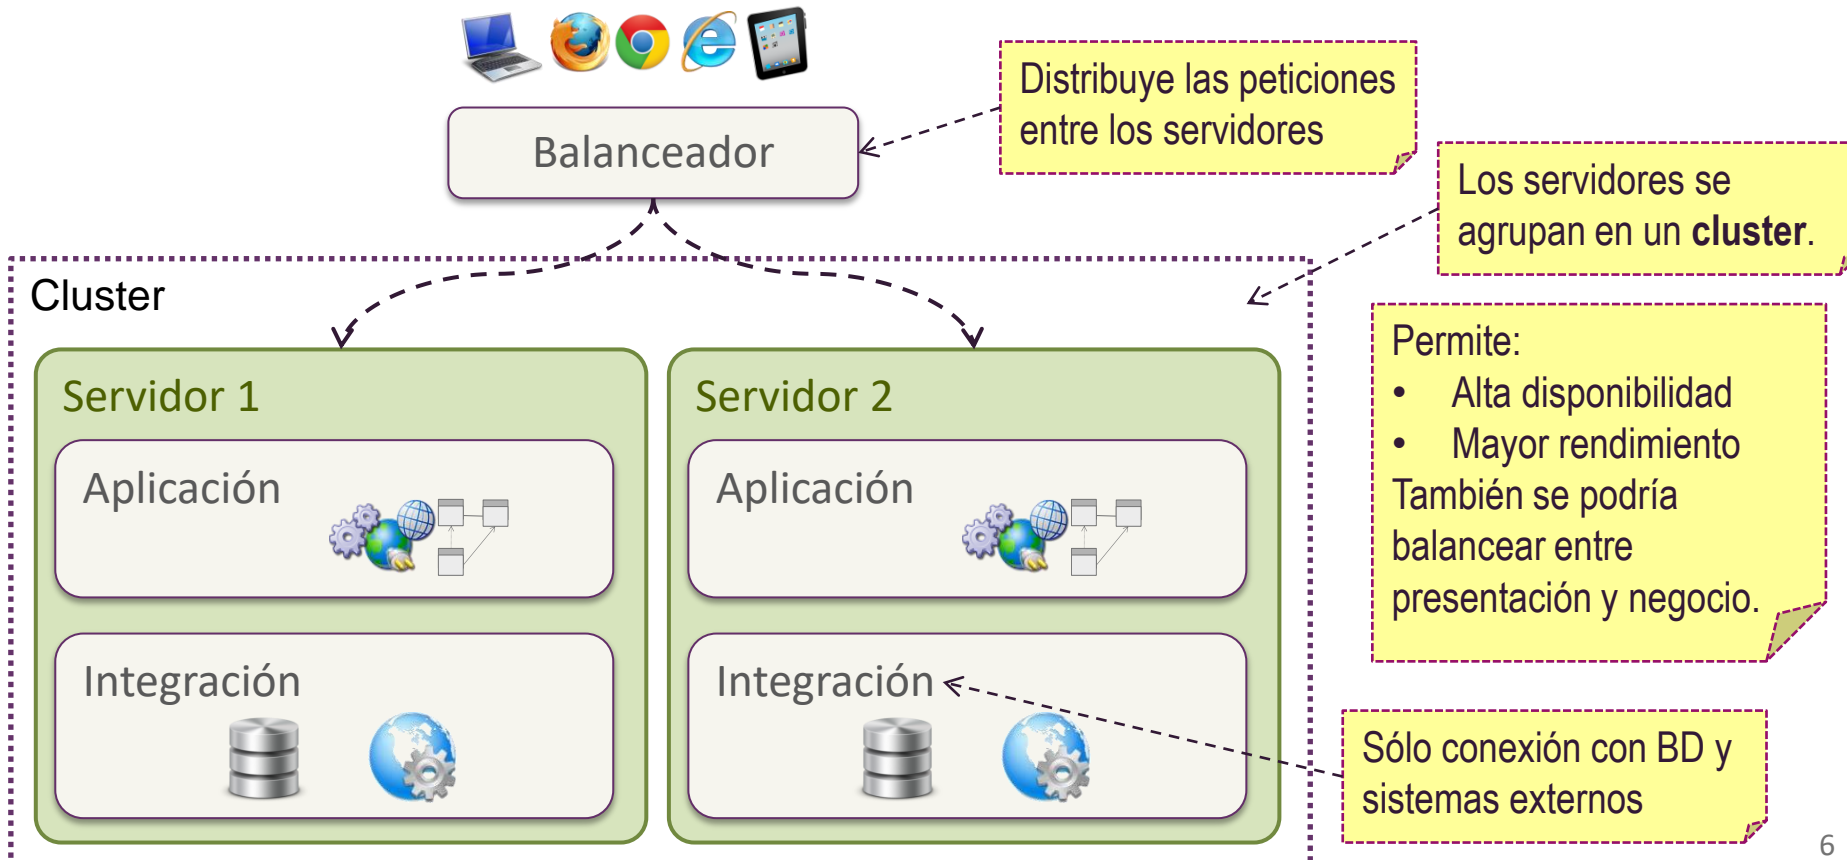 Distribuye las peticiones
entre los servidores
Balanceador
Los servidores se
agrupan en un cluster.
Cluster
Permite:
• Alta disponibilidad
• Mayor rendimiento
También se podría
balancear entre
presentación y negocio.
Servidor 1
Aplicación
Integración
Servidor 2
Aplicación
Integración
Sólo conexión con BD y
sistemas externos
6